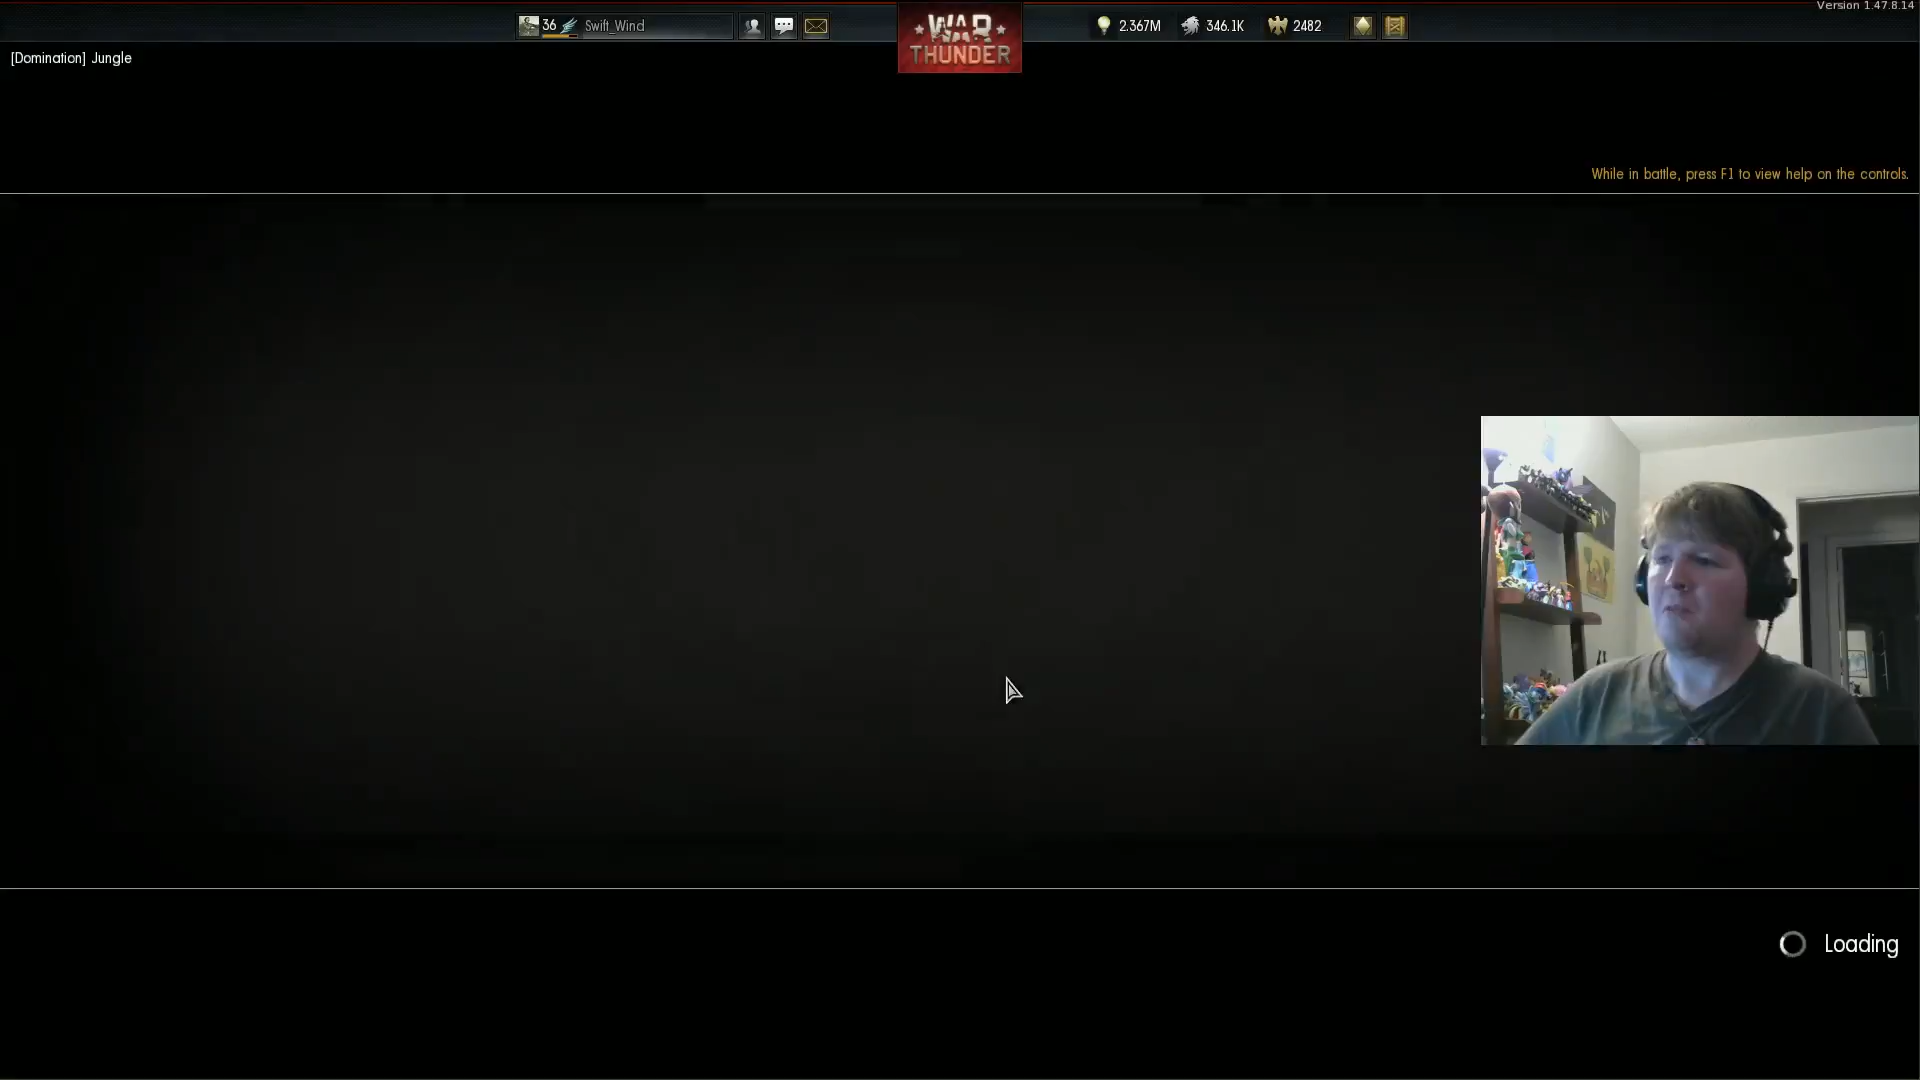 Version 1.47.8.14
36 Swift_Wind
WAR
THUNDER
2.367M 346.1K 2482
[Domination] Jungle
While in battle, press F1 to view help on the controls.
Loading